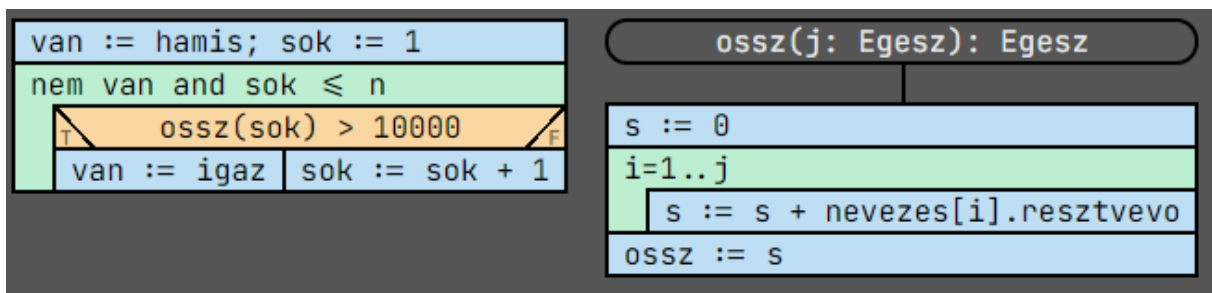 van := hamis; sok := 1
nem van and sok ⩽ n
T ossz(sok) > 10000 F
van := igaz sok := sok + 1
ossz(j: Egesz): Egesz
s := 0
i=1..j
s := s + nevezes[i].resztvevo
ossz := s